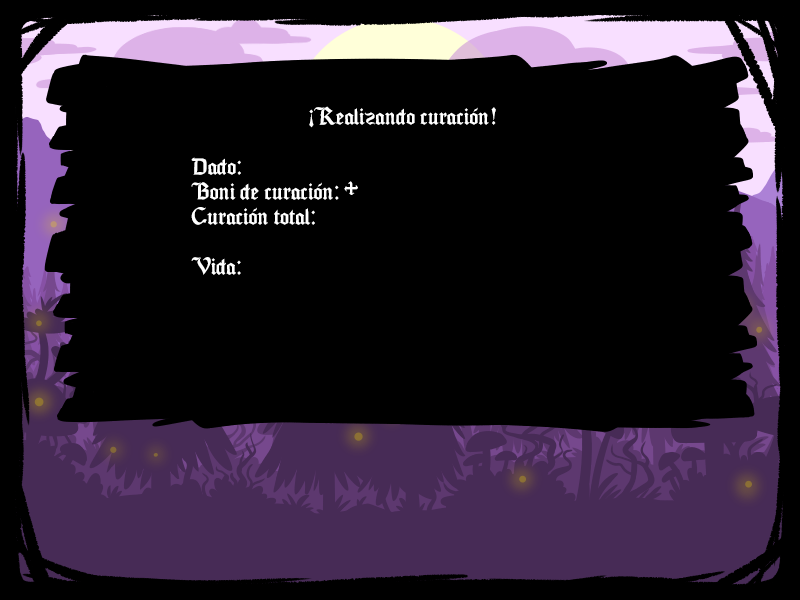 ¡Realizando curación!
Dado:
Boni de curación: +
Curación total:
Vida: